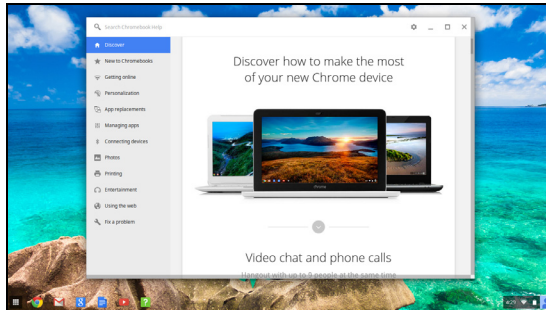 Search Chromebook Help
Discover
New to Chromebooks
Getting online
Personalization
App replacements
Managing apps
Connecting devices
Photos
Printing
Entertainment
Using the web
Fix a problem
Discover how to make the most
of your new Chrome device
Video chat and phone calls
Hangout with up to 9 people at the same time
4:29